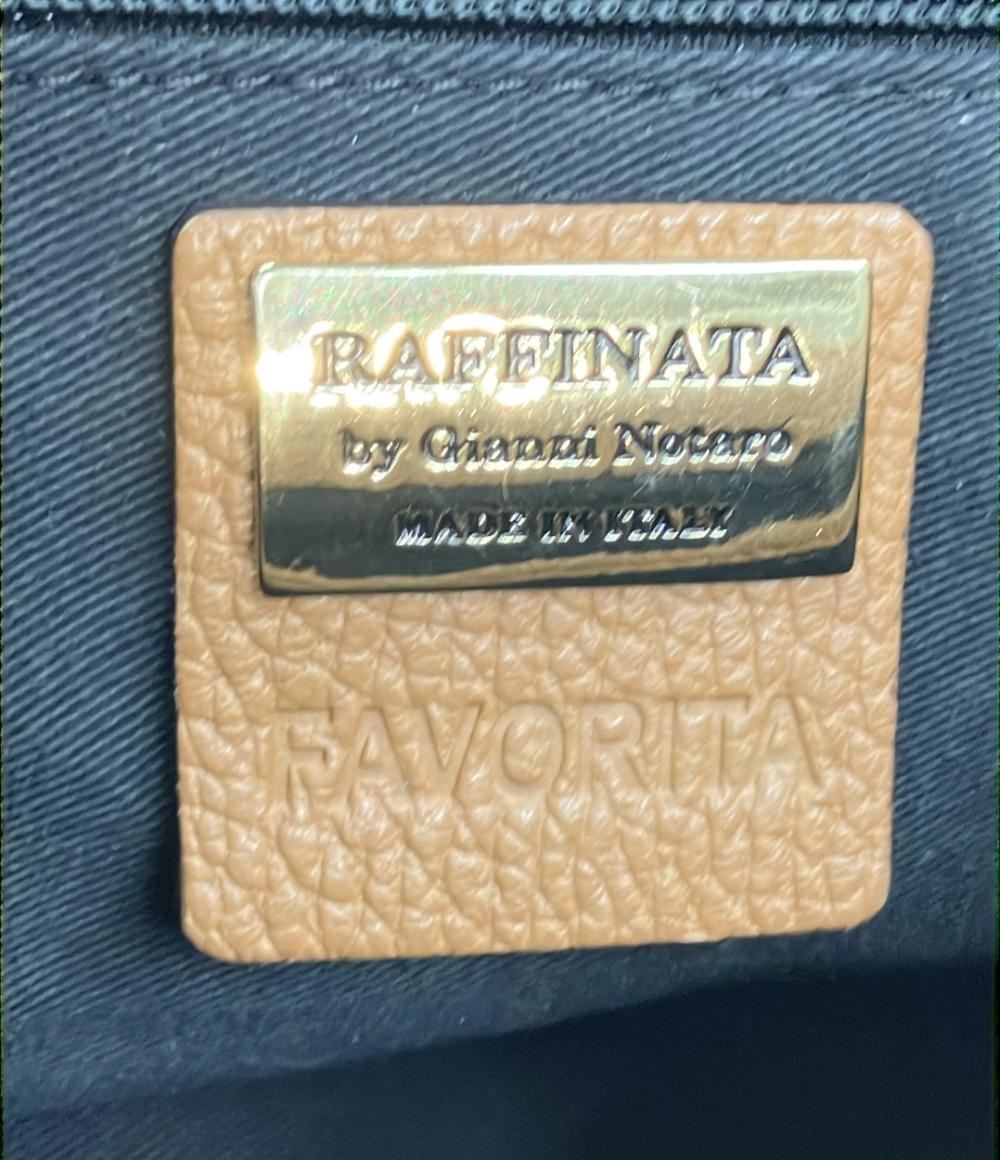 RAFFINATA
by Gianni Notaro
MADE IN ITALY
FAVORITA